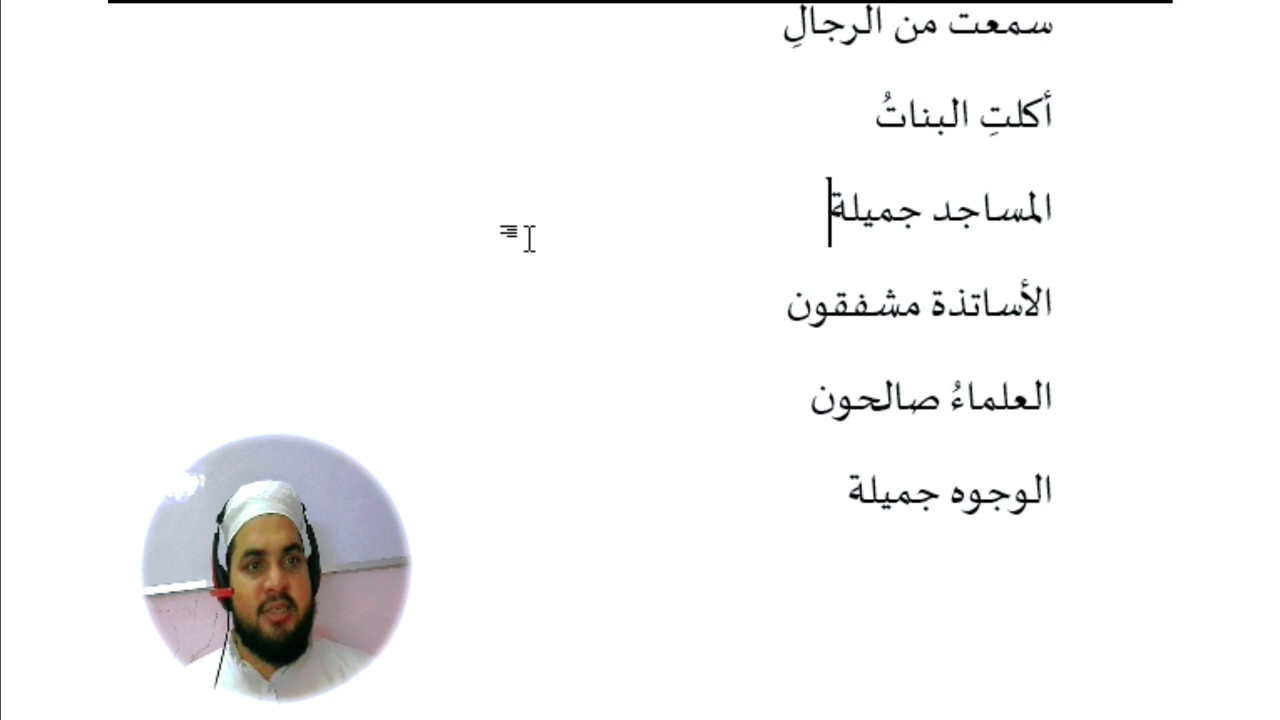 سمعت من الرجالِ
أكلتِ البناتُ
المساجد جميلة
الأساتذة مشفقون
العلماءُ صالحون
الوجوه جميلة